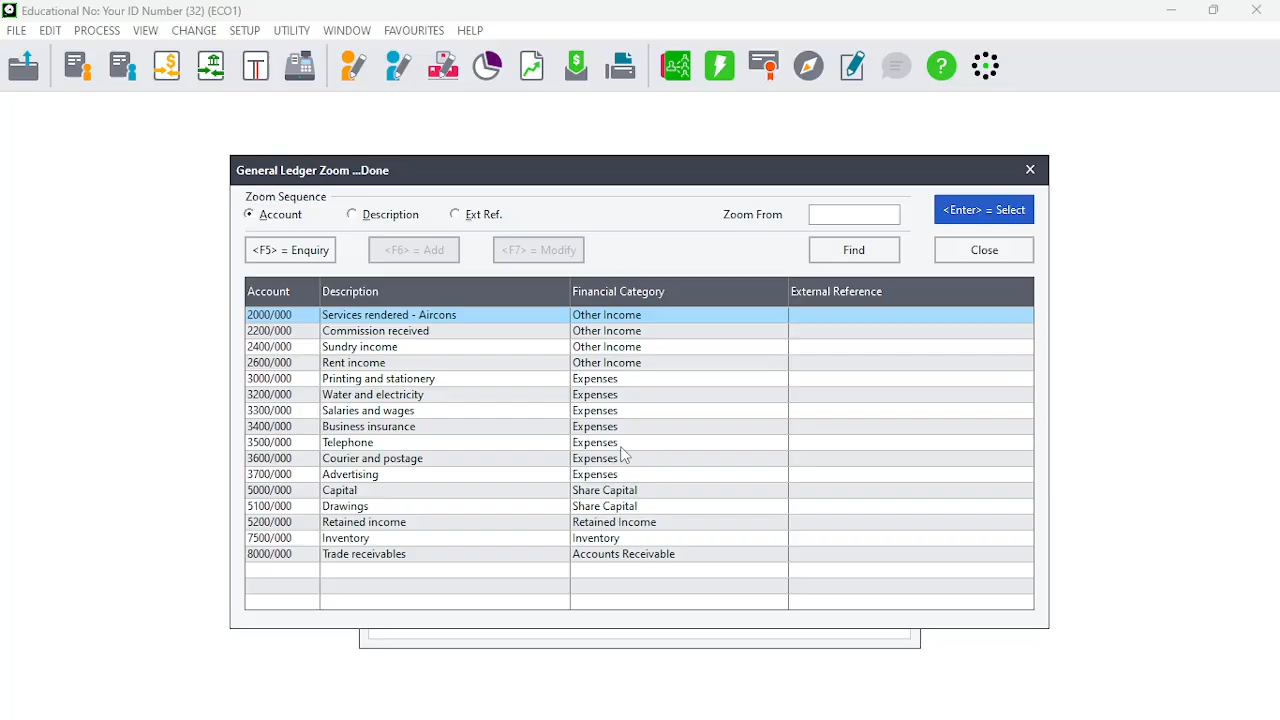 Educational No: Your ID Number (32) (ECO1)
FILE EDIT PROCESS VIEW CHANGE SETUP UTILITY WINDOW FAVOURITES HELP
General Ledger Zoom ...Done
Zoom Sequence
Account Description Ext Ref. Zoom From <Enter> = Select
<F5> = Enquiry <F6> = Add <F7> = Modify Find Close
Account Description Financial Category External Reference
2000/000 Services rendered - Aircons Other Income
2200/000 Commission received Other Income
2400/000 Sundry income Other Income
2600/000 Rent income Other Income
3000/000 Printing and stationery Expenses
3200/000 Water and electricity Expenses
3300/000 Salaries and wages Expenses
3400/000 Business insurance Expenses
3500/000 Telephone Expenses
3600/000 Courier and postage Expenses
3700/000 Advertising Expenses
5000/000 Capital Share Capital
5100/000 Drawings Share Capital
5200/000 Retained income Retained Income
7500/000 Inventory Inventory
8000/000 Trade receivables Accounts Receivable